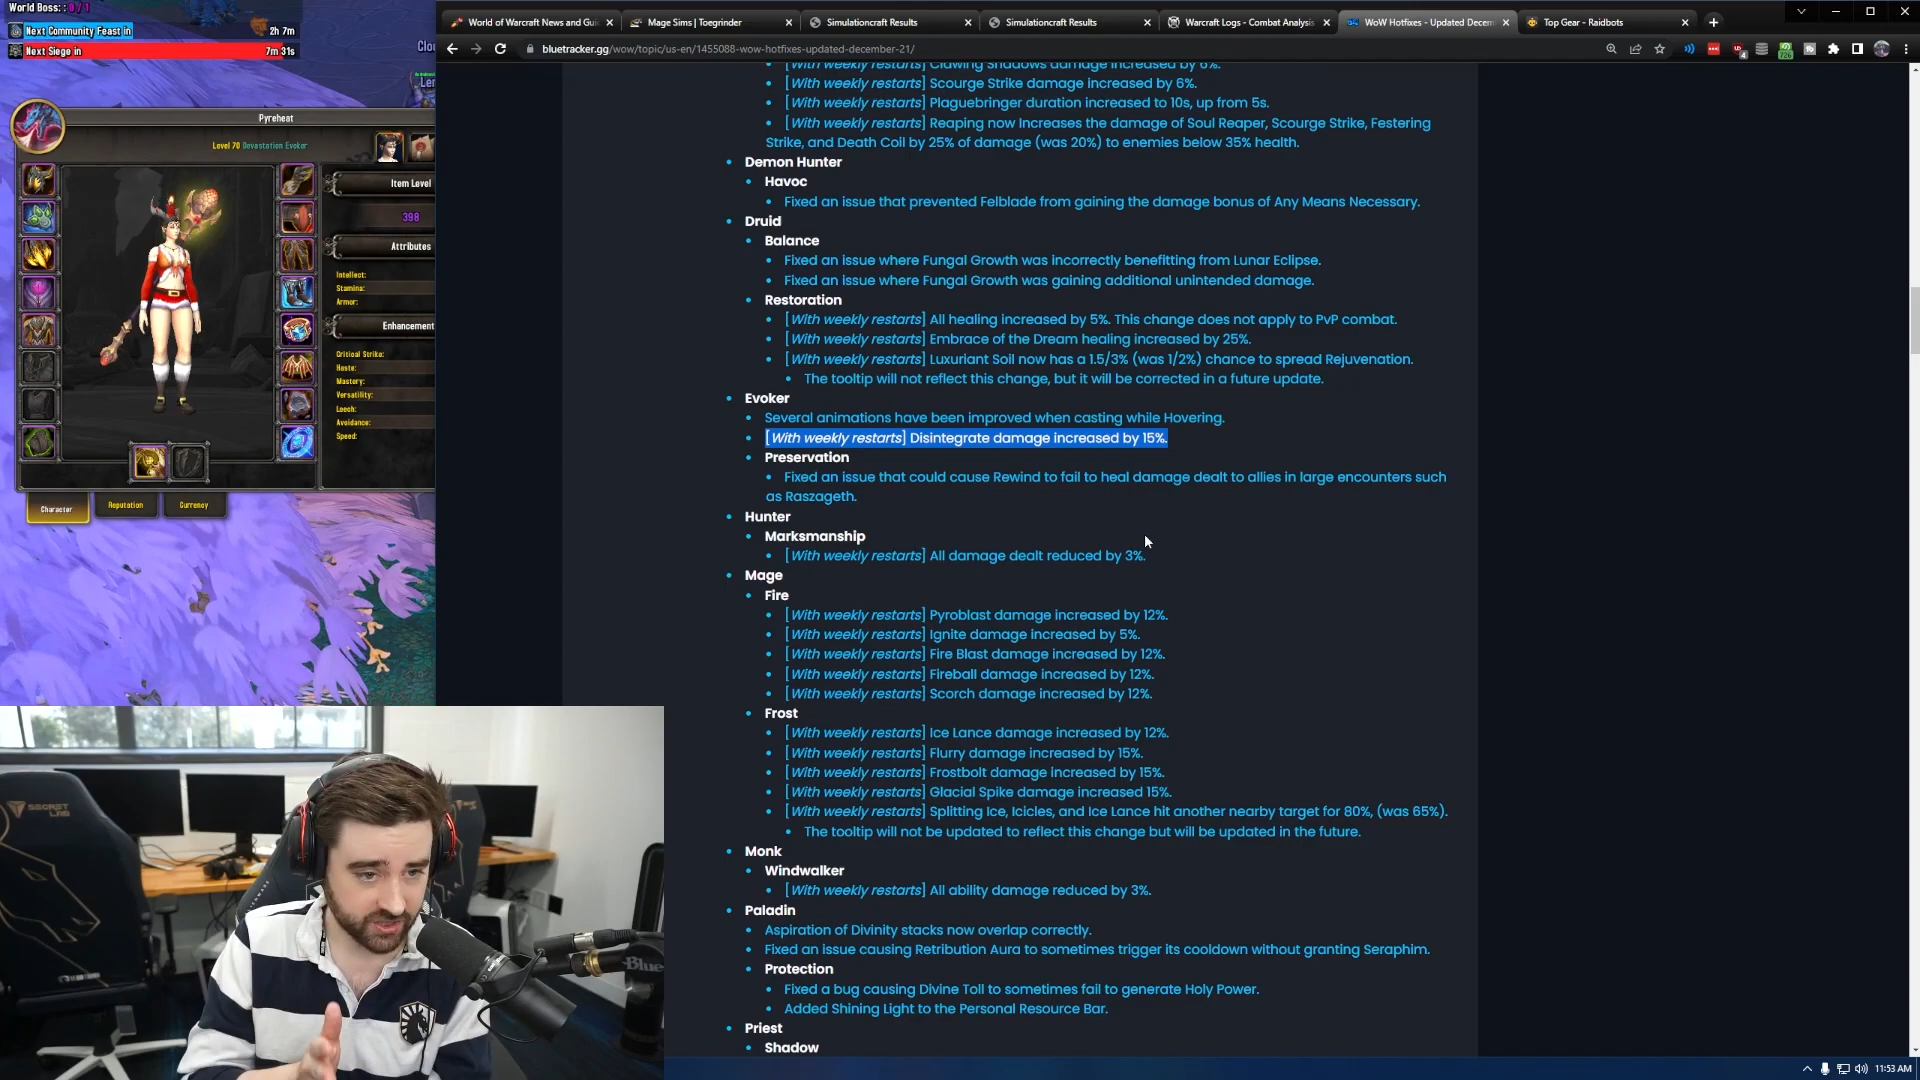 World Boss: : 0 / 1
Next Community Feast in 2h 7m
Next Siege in 7m 31s
Pyreheat
Level 70 Devastation Evoker
Item Level
398
Attributes
Intellect:
Stamina:
Armor:
Enhancement
Critical Strike:
Haste:
Mastery:
Versatility:
Leech:
Avoidance:
Speed:
Character
Reputation
Currency
World of Warcraft News and Gui
Mage Sims | Toegrinder
Simulationcraft Results
Simulationcraft Results
Warcraft Logs - Combat Analysis
WoW Hotfixes - Updated Decem
Top Gear - Raidbots
bluetracker.gg/wow/topic/us-en/1455088-wow-hotfixes-updated-december-21/
[With weekly restarts] Clawing Shadows damage increased by 6%.
[With weekly restarts] Scourge Strike damage increased by 6%.
[With weekly restarts] Plaguebringer duration increased to 10s, up from 5s.
[With weekly restarts] Reaping now Increases the damage of Soul Reaper, Scourge Strike, Festering
Strike, and Death Coil by 25% of damage (was 20%) to enemies below 35% health.
Demon Hunter
Havoc
Fixed an issue that prevented Felblade from gaining the damage bonus of Any Means Necessary.
Druid
Balance
Fixed an issue where Fungal Growth was incorrectly benefitting from Lunar Eclipse.
Fixed an issue where Fungal Growth was gaining additional unintended damage.
Restoration
[With weekly restarts] All healing increased by 5%. This change does not apply to PvP combat.
[With weekly restarts] Embrace of the Dream healing increased by 25%.
[With weekly restarts] Luxuriant Soil now has a 1.5/3% (was 1/2%) chance to spread Rejuvenation.
The tooltip will not reflect this change, but it will be corrected in a future update.
Evoker
Several animations have been improved when casting while Hovering.
[With weekly restarts] Disintegrate damage increased by 15%.
Preservation
Fixed an issue that could cause Rewind to fail to heal damage dealt to allies in large encounters such
as Raszageth.
Hunter
Marksmanship
[With weekly restarts] All damage dealt reduced by 3%.
Mage
Fire
[With weekly restarts] Pyroblast damage increased by 12%.
[With weekly restarts] Ignite damage increased by 5%.
[With weekly restarts] Fire Blast damage increased by 12%.
[With weekly restarts] Fireball damage increased by 12%.
[With weekly restarts] Scorch damage increased by 12%.
Frost
[With weekly restarts] Ice Lance damage increased by 12%.
[With weekly restarts] Flurry damage increased by 15%.
[With weekly restarts] Frostbolt damage increased by 15%.
[With weekly restarts] Glacial Spike damage increased 15%.
[With weekly restarts] Splitting Ice, Icicles, and Ice Lance hit another nearby target for 80%, (was 65%).
The tooltip will not be updated to reflect this change but will be updated in the future.
Monk
Windwalker
[With weekly restarts] All ability damage reduced by 3%.
Paladin
Aspiration of Divinity stacks now overlap correctly.
Fixed an issue causing Retribution Aura to sometimes trigger its cooldown without granting Seraphim.
Protection
Fixed a bug causing Divine Toll to sometimes fail to generate Holy Power.
Added Shining Light to the Personal Resource Bar.
Priest
Shadow
SECRET LAB
Blue
11:53 AM